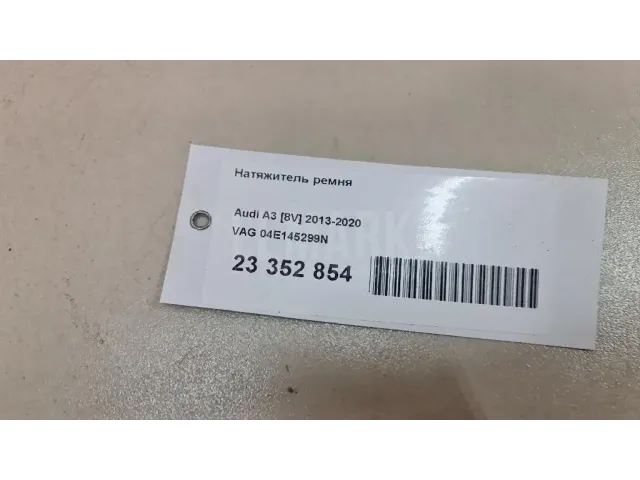 Натяжитель ремня
Audi A3 [8V] 2013-2020
VAG 04E145299N
23 352 854